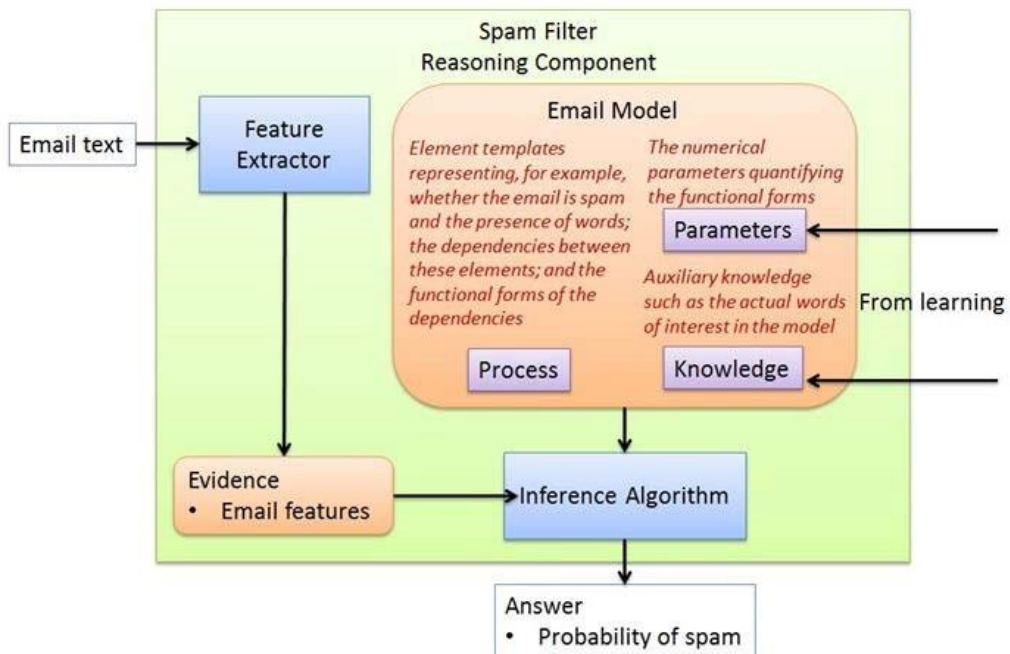 Spam Filter
Reasoning Component
Email text
Feature
Extractor
Email Model
Element templates
representing, for example,
whether the email is spam
and the presence of words;
the dependencies between
these elements; and the
functional forms of the
dependencies
Process
The numerical
parameters quantifying
the functional forms
Parameters
Auxiliary knowledge
such as the actual words
of interest in the model
Knowledge
From learning
Evidence
• Email features
Inference Algorithm
Answer
• Probability of spam